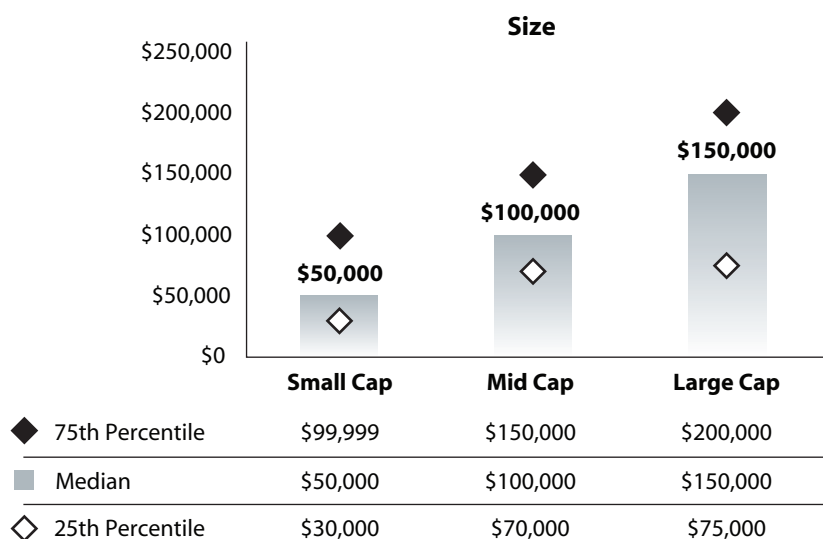 Size
$250,000
$200,000
$150,000
$100,000
$50,000
$0
$50,000
$100,000
$150,000
Small Cap Mid Cap Large Cap
75th Percentile $99,999 $150,000 $200,000
Median $50,000 $100,000 $150,000
25th Percentile $30,000 $70,000 $75,000